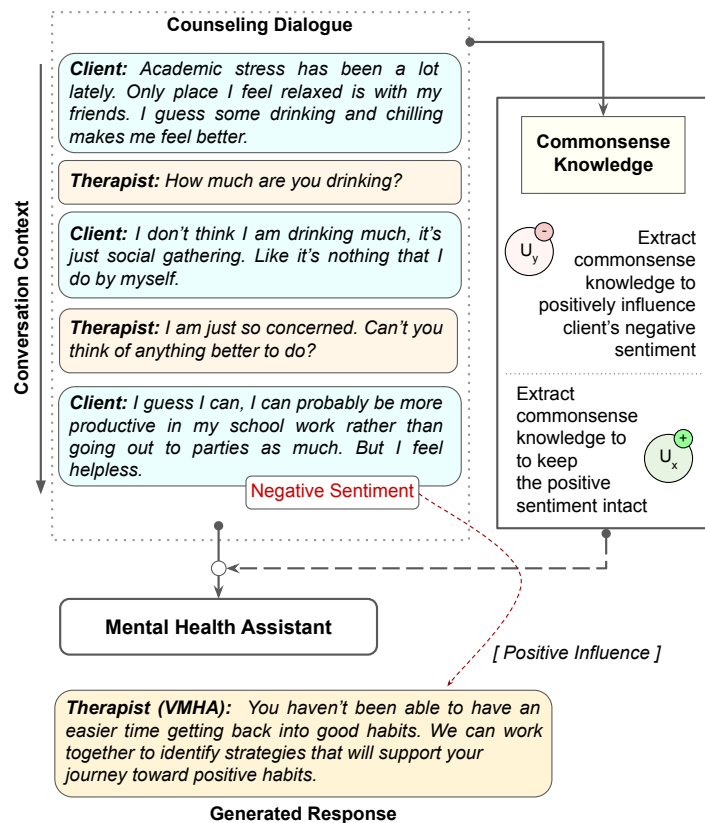 Counseling Dialogue
Client: Academic stress has been a lot
lately. Only place I feel relaxed is with my
friends. I guess some drinking and chilling
makes me feel better.
Therapist: How much are you drinking?
Client: I don't think I am drinking much, it's
just social gathering. Like it's nothing that I
do by myself.
Therapist: I am just so concerned. Can't you
think of anything better to do?
Client: I guess I can, I can probably be more
productive in my school work rather than
going out to parties as much. But I feel
helpless.
Negative Sentiment
Conversation Context
Commonsense
Knowledge
U_y
-
Extract
commonsense
knowledge to
positively influence
client's negative
sentiment
Extract
commonsense
knowledge to
to keep
the positive
sentiment intact
U_x
+
Mental Health Assistant
[ Positive Influence ]
Therapist (VMHA): You haven't been able to have an
easier time getting back into good habits. We can work
together to identify strategies that will support your
journey toward positive habits.
Generated Response